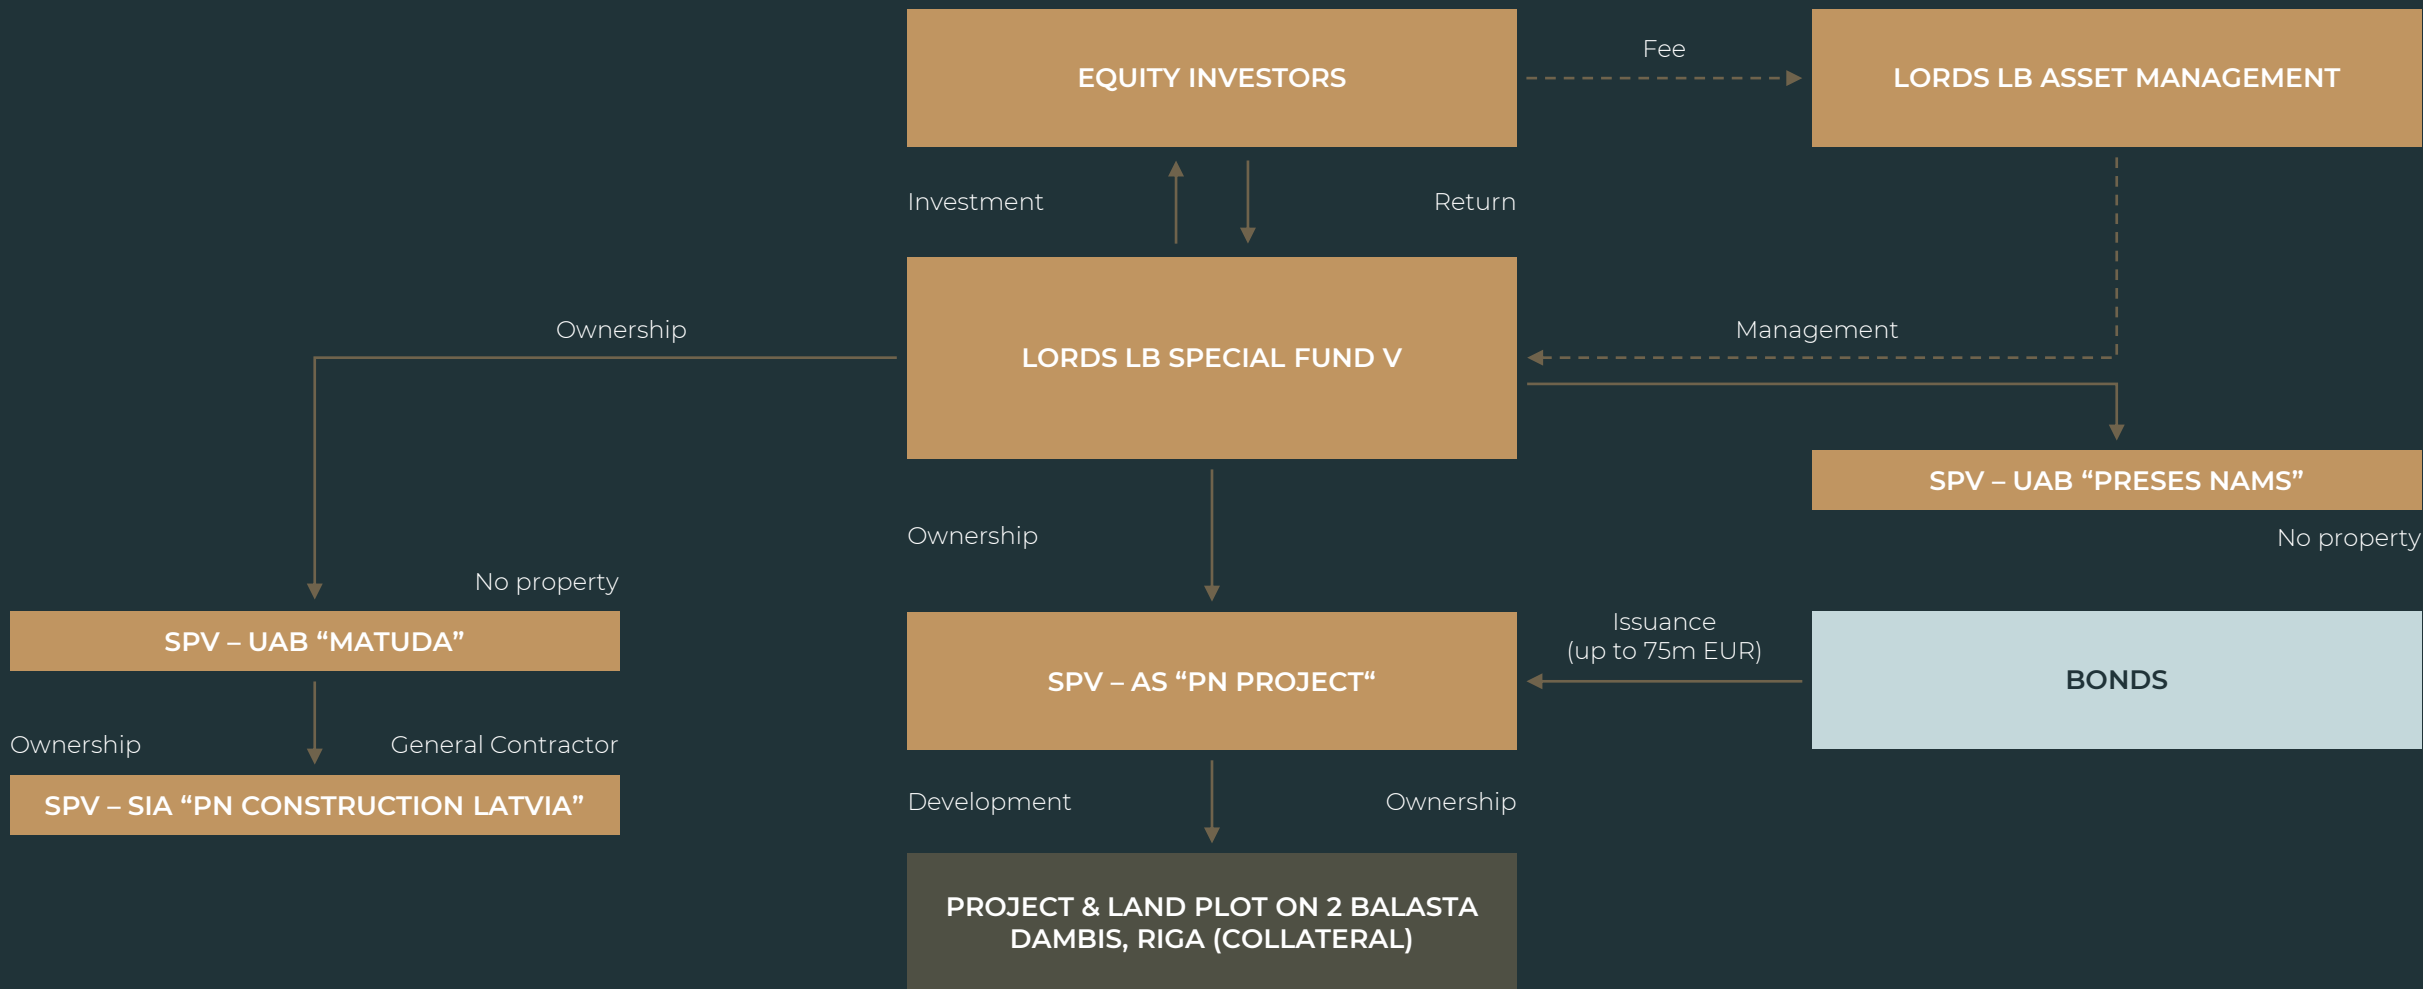 EQUITY INVESTORS
Fee
LORDS LB ASSET MANAGEMENT
Investment
Return
Ownership
LORDS LB SPECIAL FUND V
Management
SPV – UAB “PRESES NAMS”
No property
Ownership
No property
SPV – UAB “MATUDA”
Ownership
General Contractor
SPV – SIA “PN CONSTRUCTION LATVIA”
SPV – AS “PN PROJECT“
Issuance
(up to 75m EUR)
BONDS
Development
Ownership
PROJECT & LAND PLOT ON 2 BALASTA
DAMBIS, RIGA (COLLATERAL)